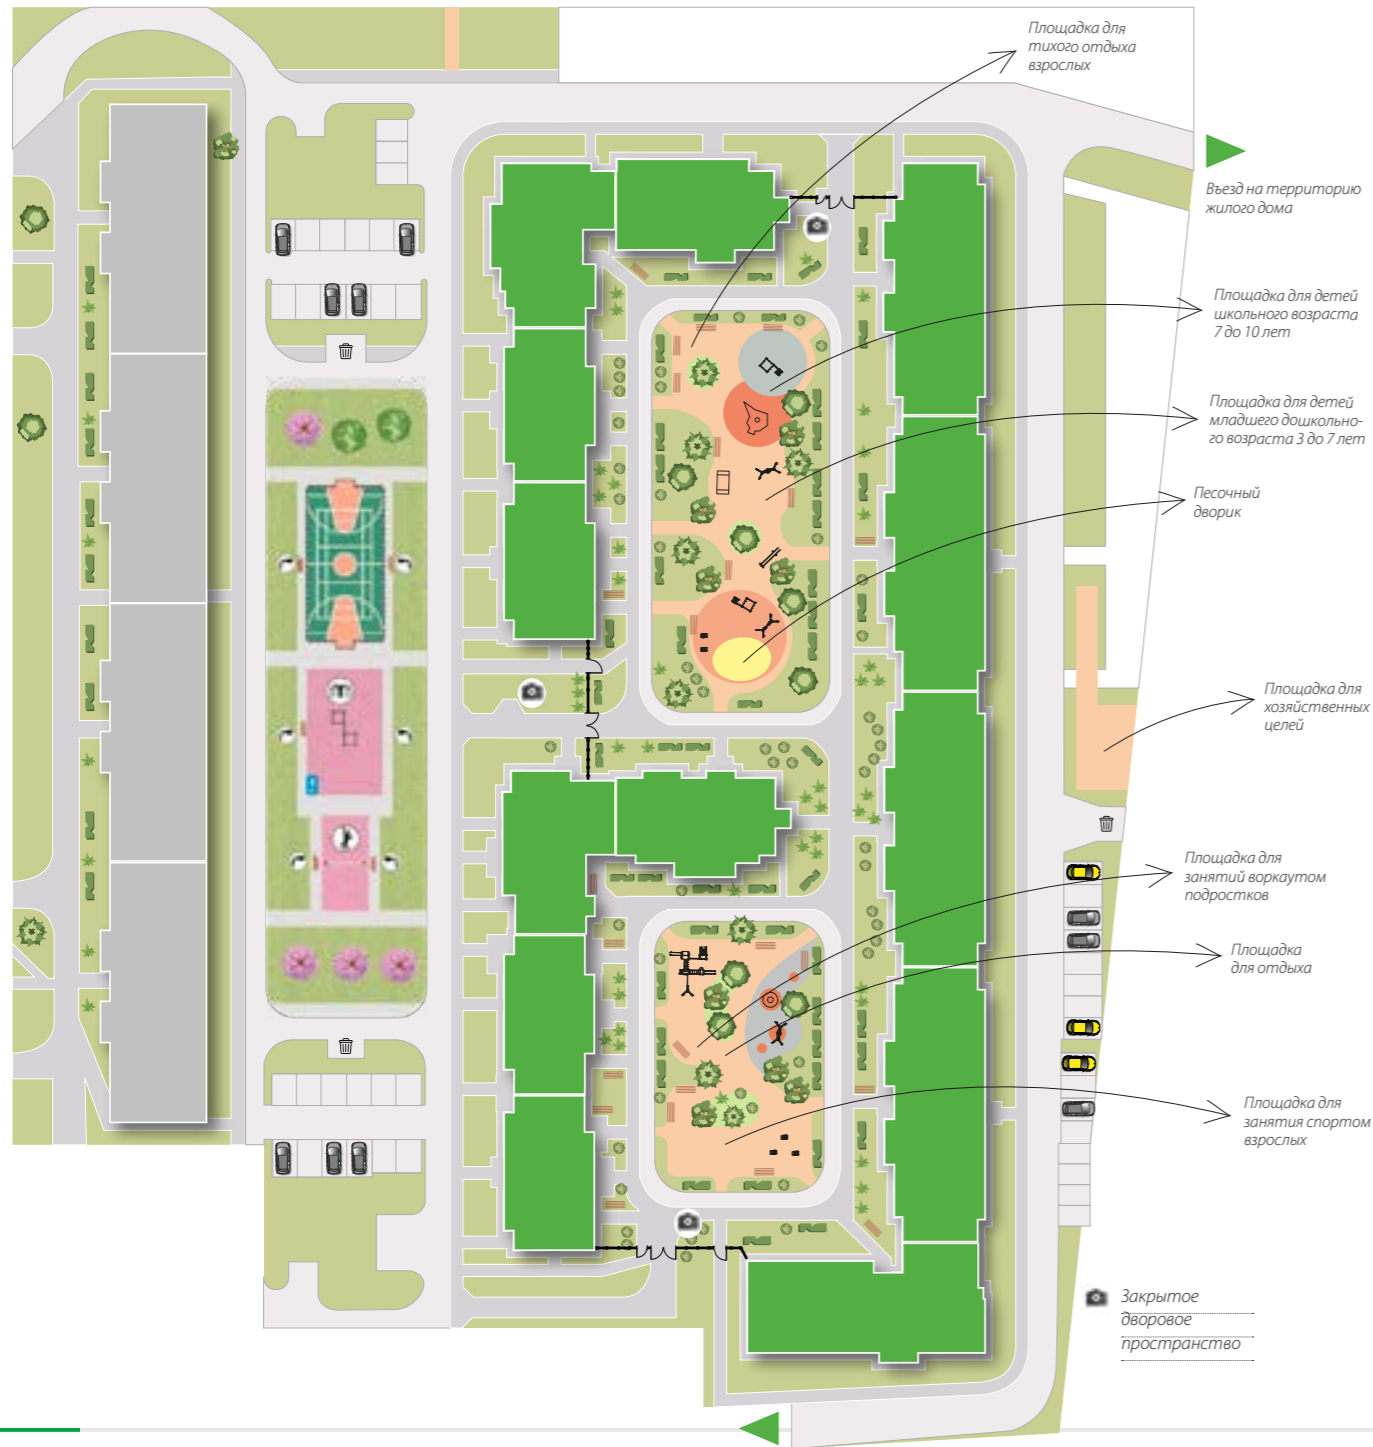 Площадка для
тихого отдыха
взрослых
Въезд на территорию
жилого дома
Площадка для детей
школьного возраста
7 до 10 лет
Площадка для детей
младшего дошкольно-
го возраста 3 до 7 лет
Песочный
дворик
Площадка для
хозяйственных
целей
Площадка для
занятий воркаутом
подростков
Площадка
для отдыха
Площадка для
занятия спортом
взрослых
Закрытое
дворовое
пространство